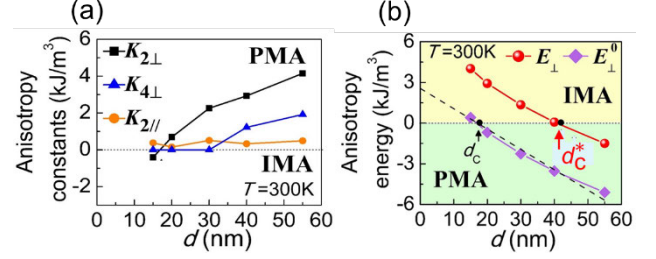 (a)
K2⊥
K4⊥
K2//
PMA
IMA
T=300K
Anisotropy
constants (kJ/m³)
6
4
2
0
-2
0 10 20 30 40 50 60
d (nm)
(b)
T=300K
E⊥
E⊥⁰
IMA
PMA
dc
d*c
Anisotropy
energy (kJ/m³)
6
3
0
-3
-6
0 10 20 30 40 50 60
d (nm)